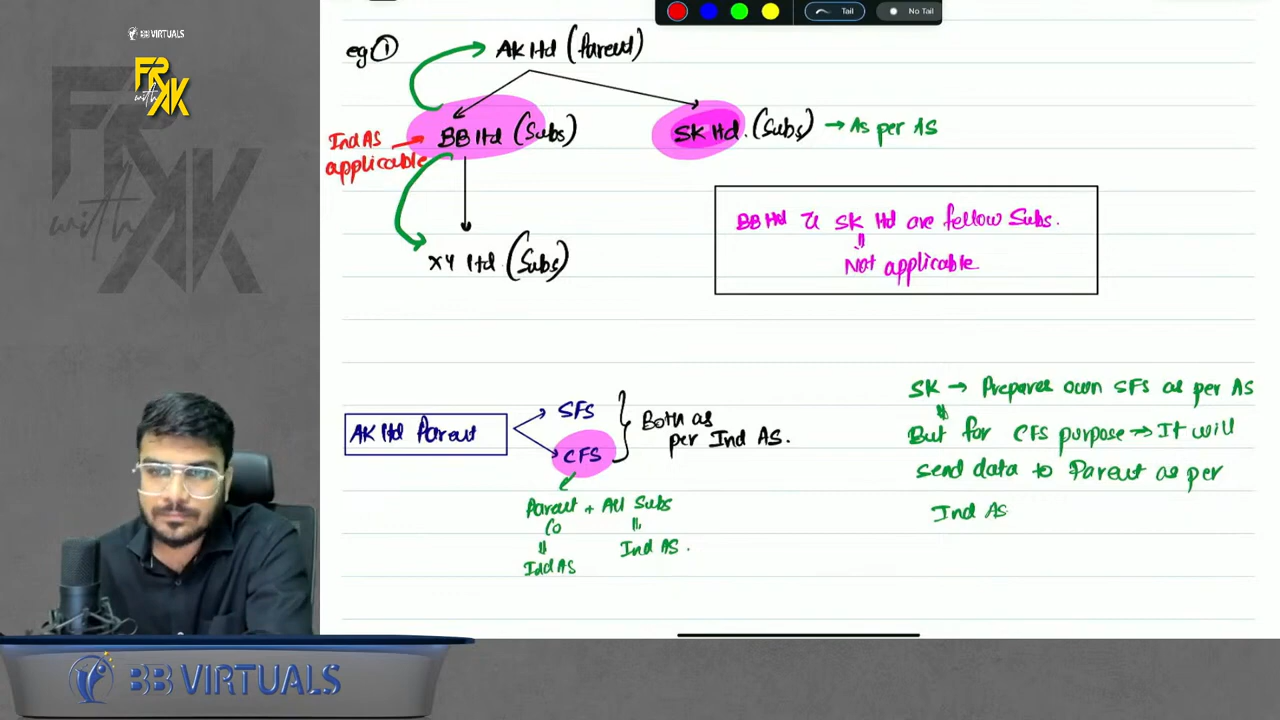 BB VIRTUALS
FR
with
AK
FR
with
AK
Tail
No Tail
eg ①
AK Ltd (Parent)
Ind AS
applicable
BB Ltd (Subs)
SK Ltd. (Subs) → As per AS
XY Ltd (Subs)
BB Ltd & SK Ltd are fellow Subs.
Not applicable
AK Ltd Parent
SFS
CFS
Both as
per Ind AS.
Parent + All Subs
Co
Ind AS
Ind AS.
SK → Prepares own SFS as per AS
But for CFS purpose → It will
send data to Parent as per
Ind AS
BB VIRTUALS